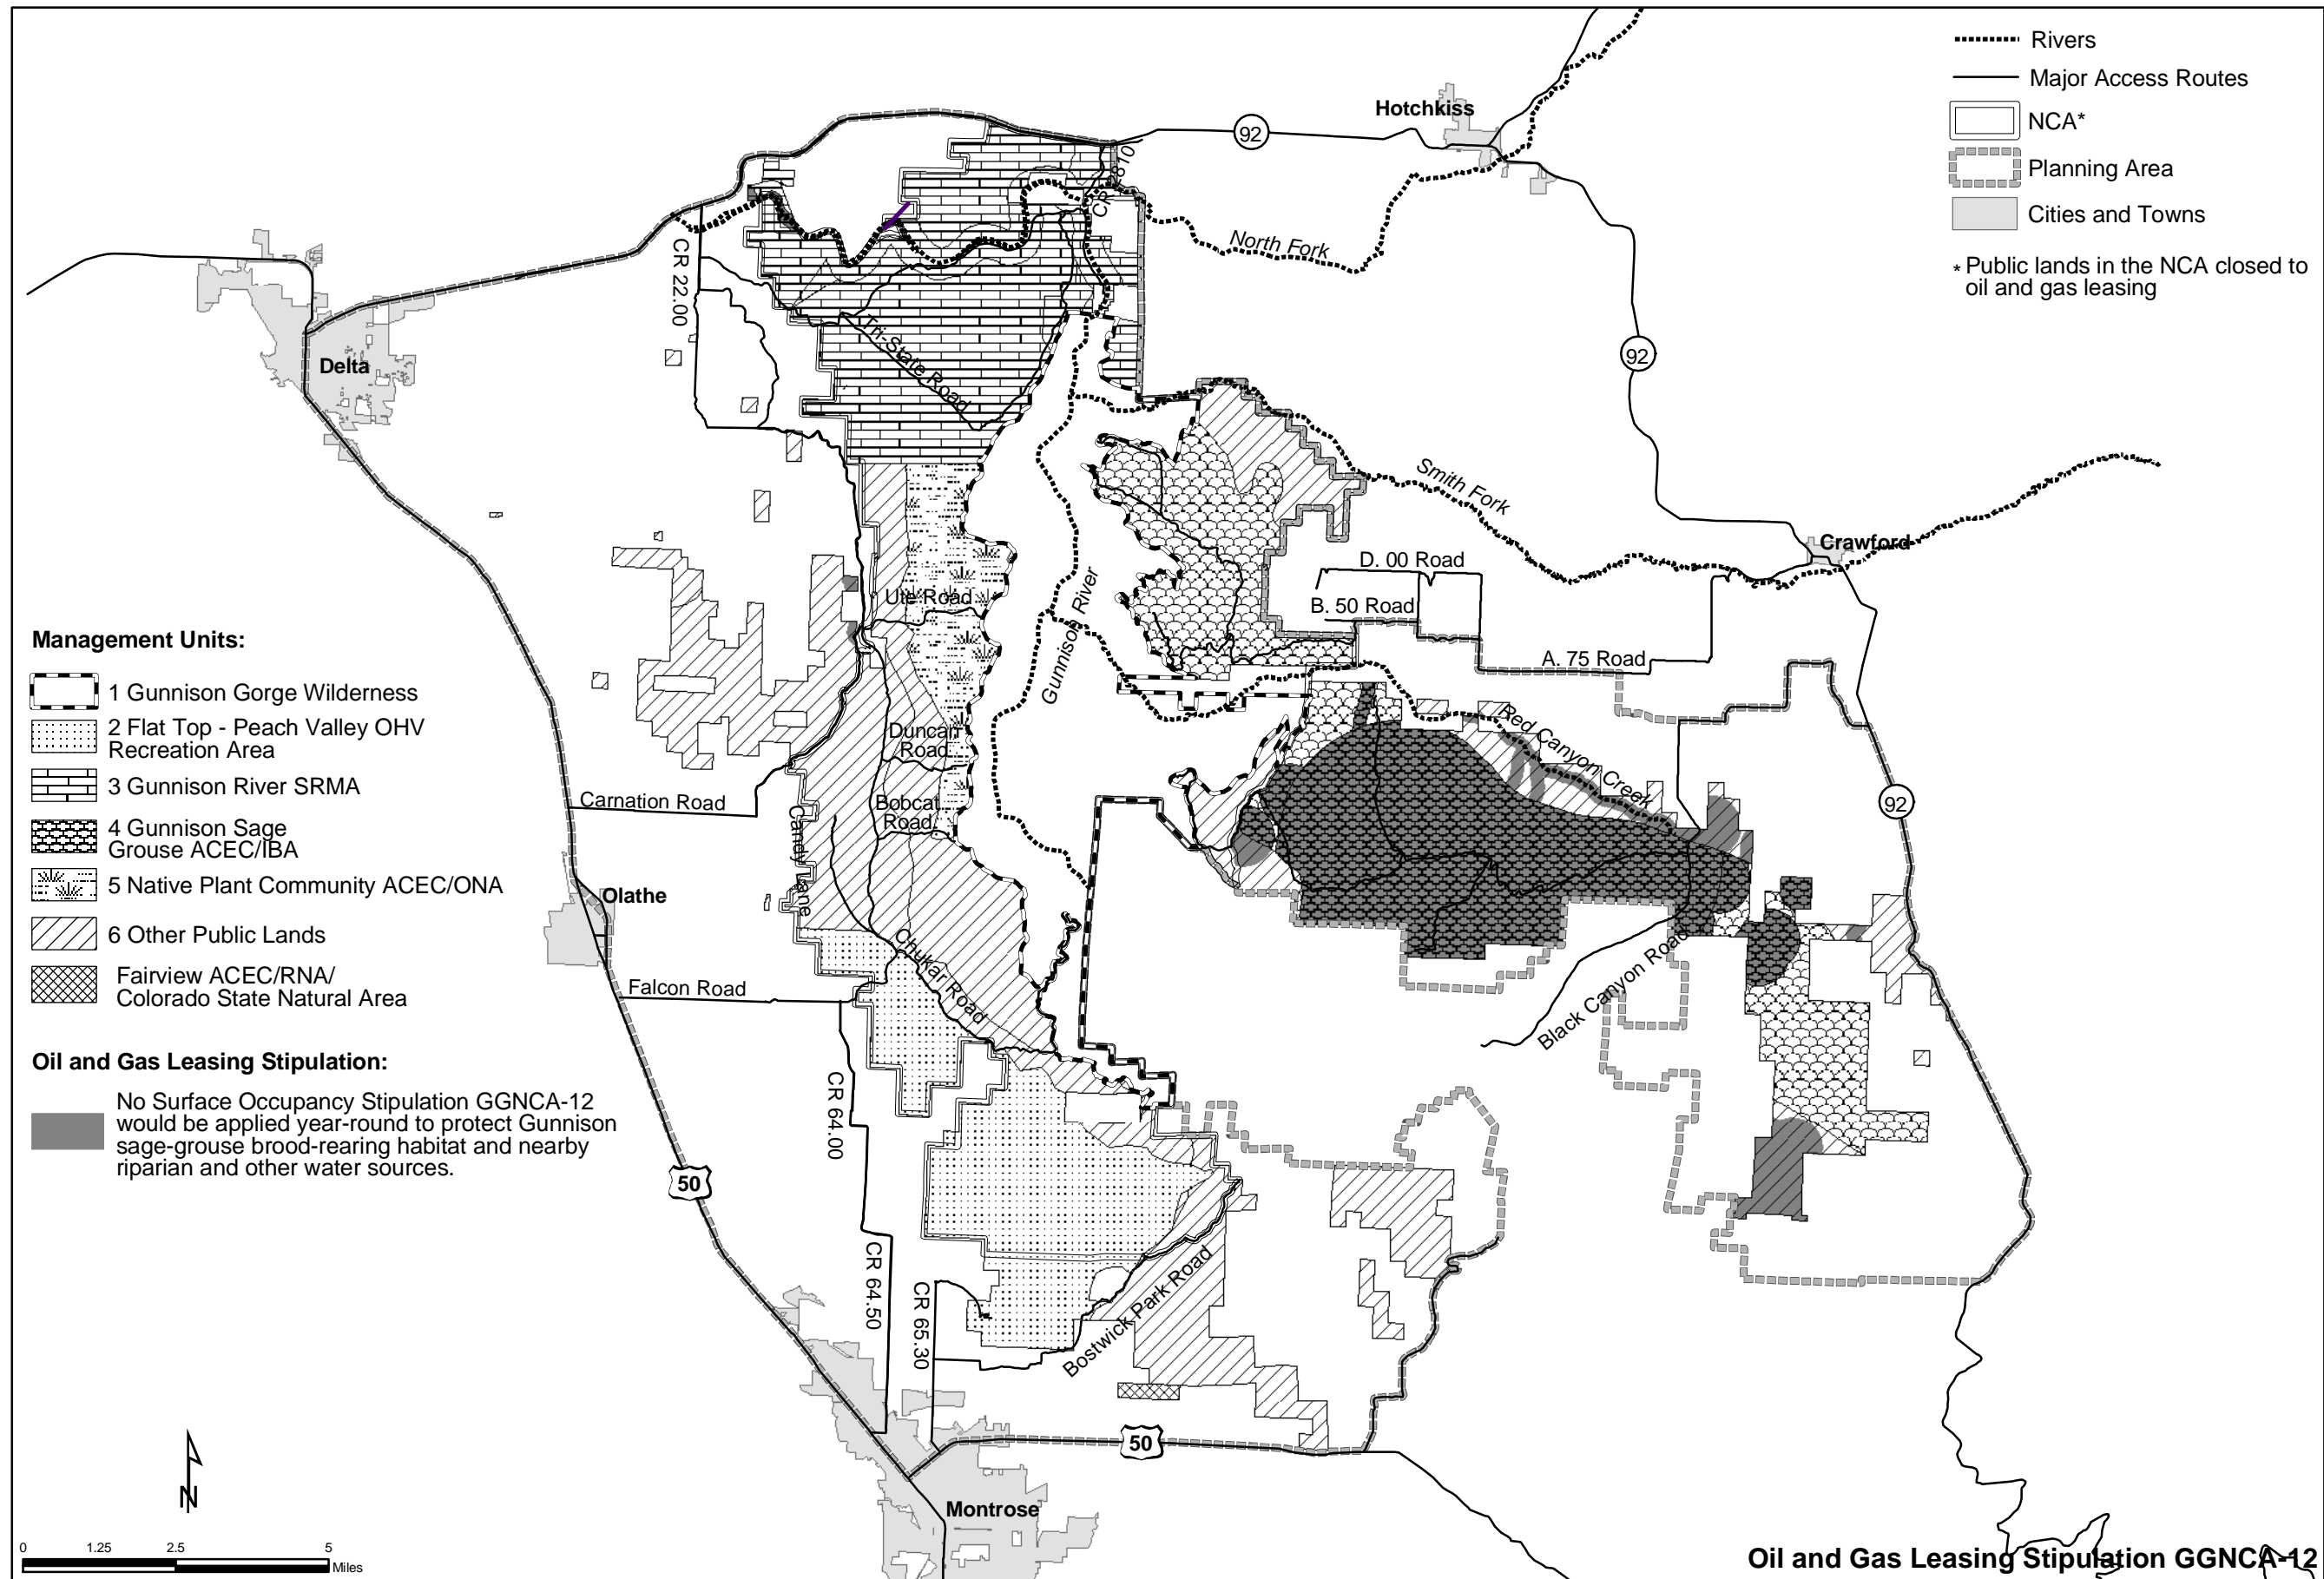 Rivers
Major Access Routes
NCA*
Planning Area
Cities and Towns
* Public lands in the NCA closed to
oil and gas leasing
Hotchkiss
92
CR 2810
North Fork
CR 22.00
Delta
Tri-State Road
92
Smith Fork
Crawford
D. 00 Road
B. 50 Road
A. 75 Road
Ute Road
Gunnison River
Duncan
Road
Red Canyon Creek
Carnation Road
Bobcat
Road
Candy Lane
92
Olathe
Falcon Road
Chukar Road
Black Canyon Road
CR 64.00
50
CR 64.50
CR 65.30
Bostwick Park Road
50
Montrose
Management Units:
1 Gunnison Gorge Wilderness
2 Flat Top - Peach Valley OHV
Recreation Area
3 Gunnison River SRMA
4 Gunnison Sage
Grouse ACEC/IBA
5 Native Plant Community ACEC/ONA
6 Other Public Lands
Fairview ACEC/RNA/
Colorado State Natural Area
Oil and Gas Leasing Stipulation:
No Surface Occupancy Stipulation GGNCA-12
would be applied year-round to protect Gunnison
sage-grouse brood-rearing habitat and nearby
riparian and other water sources.
N
0 1.25 2.5 5
Miles
Oil and Gas Leasing Stipulation GGNCA-12